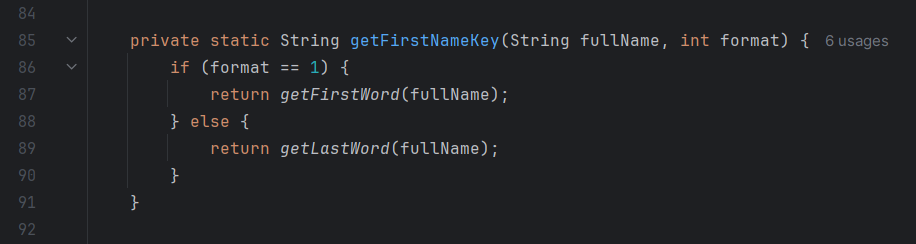 84
85 private static String getFirstNameKey(String fullName, int format) { 6 usages
86 if (format == 1) {
87 return getFirstWord(fullName);
88 } else {
89 return getLastWord(fullName);
90 }
91 }
92